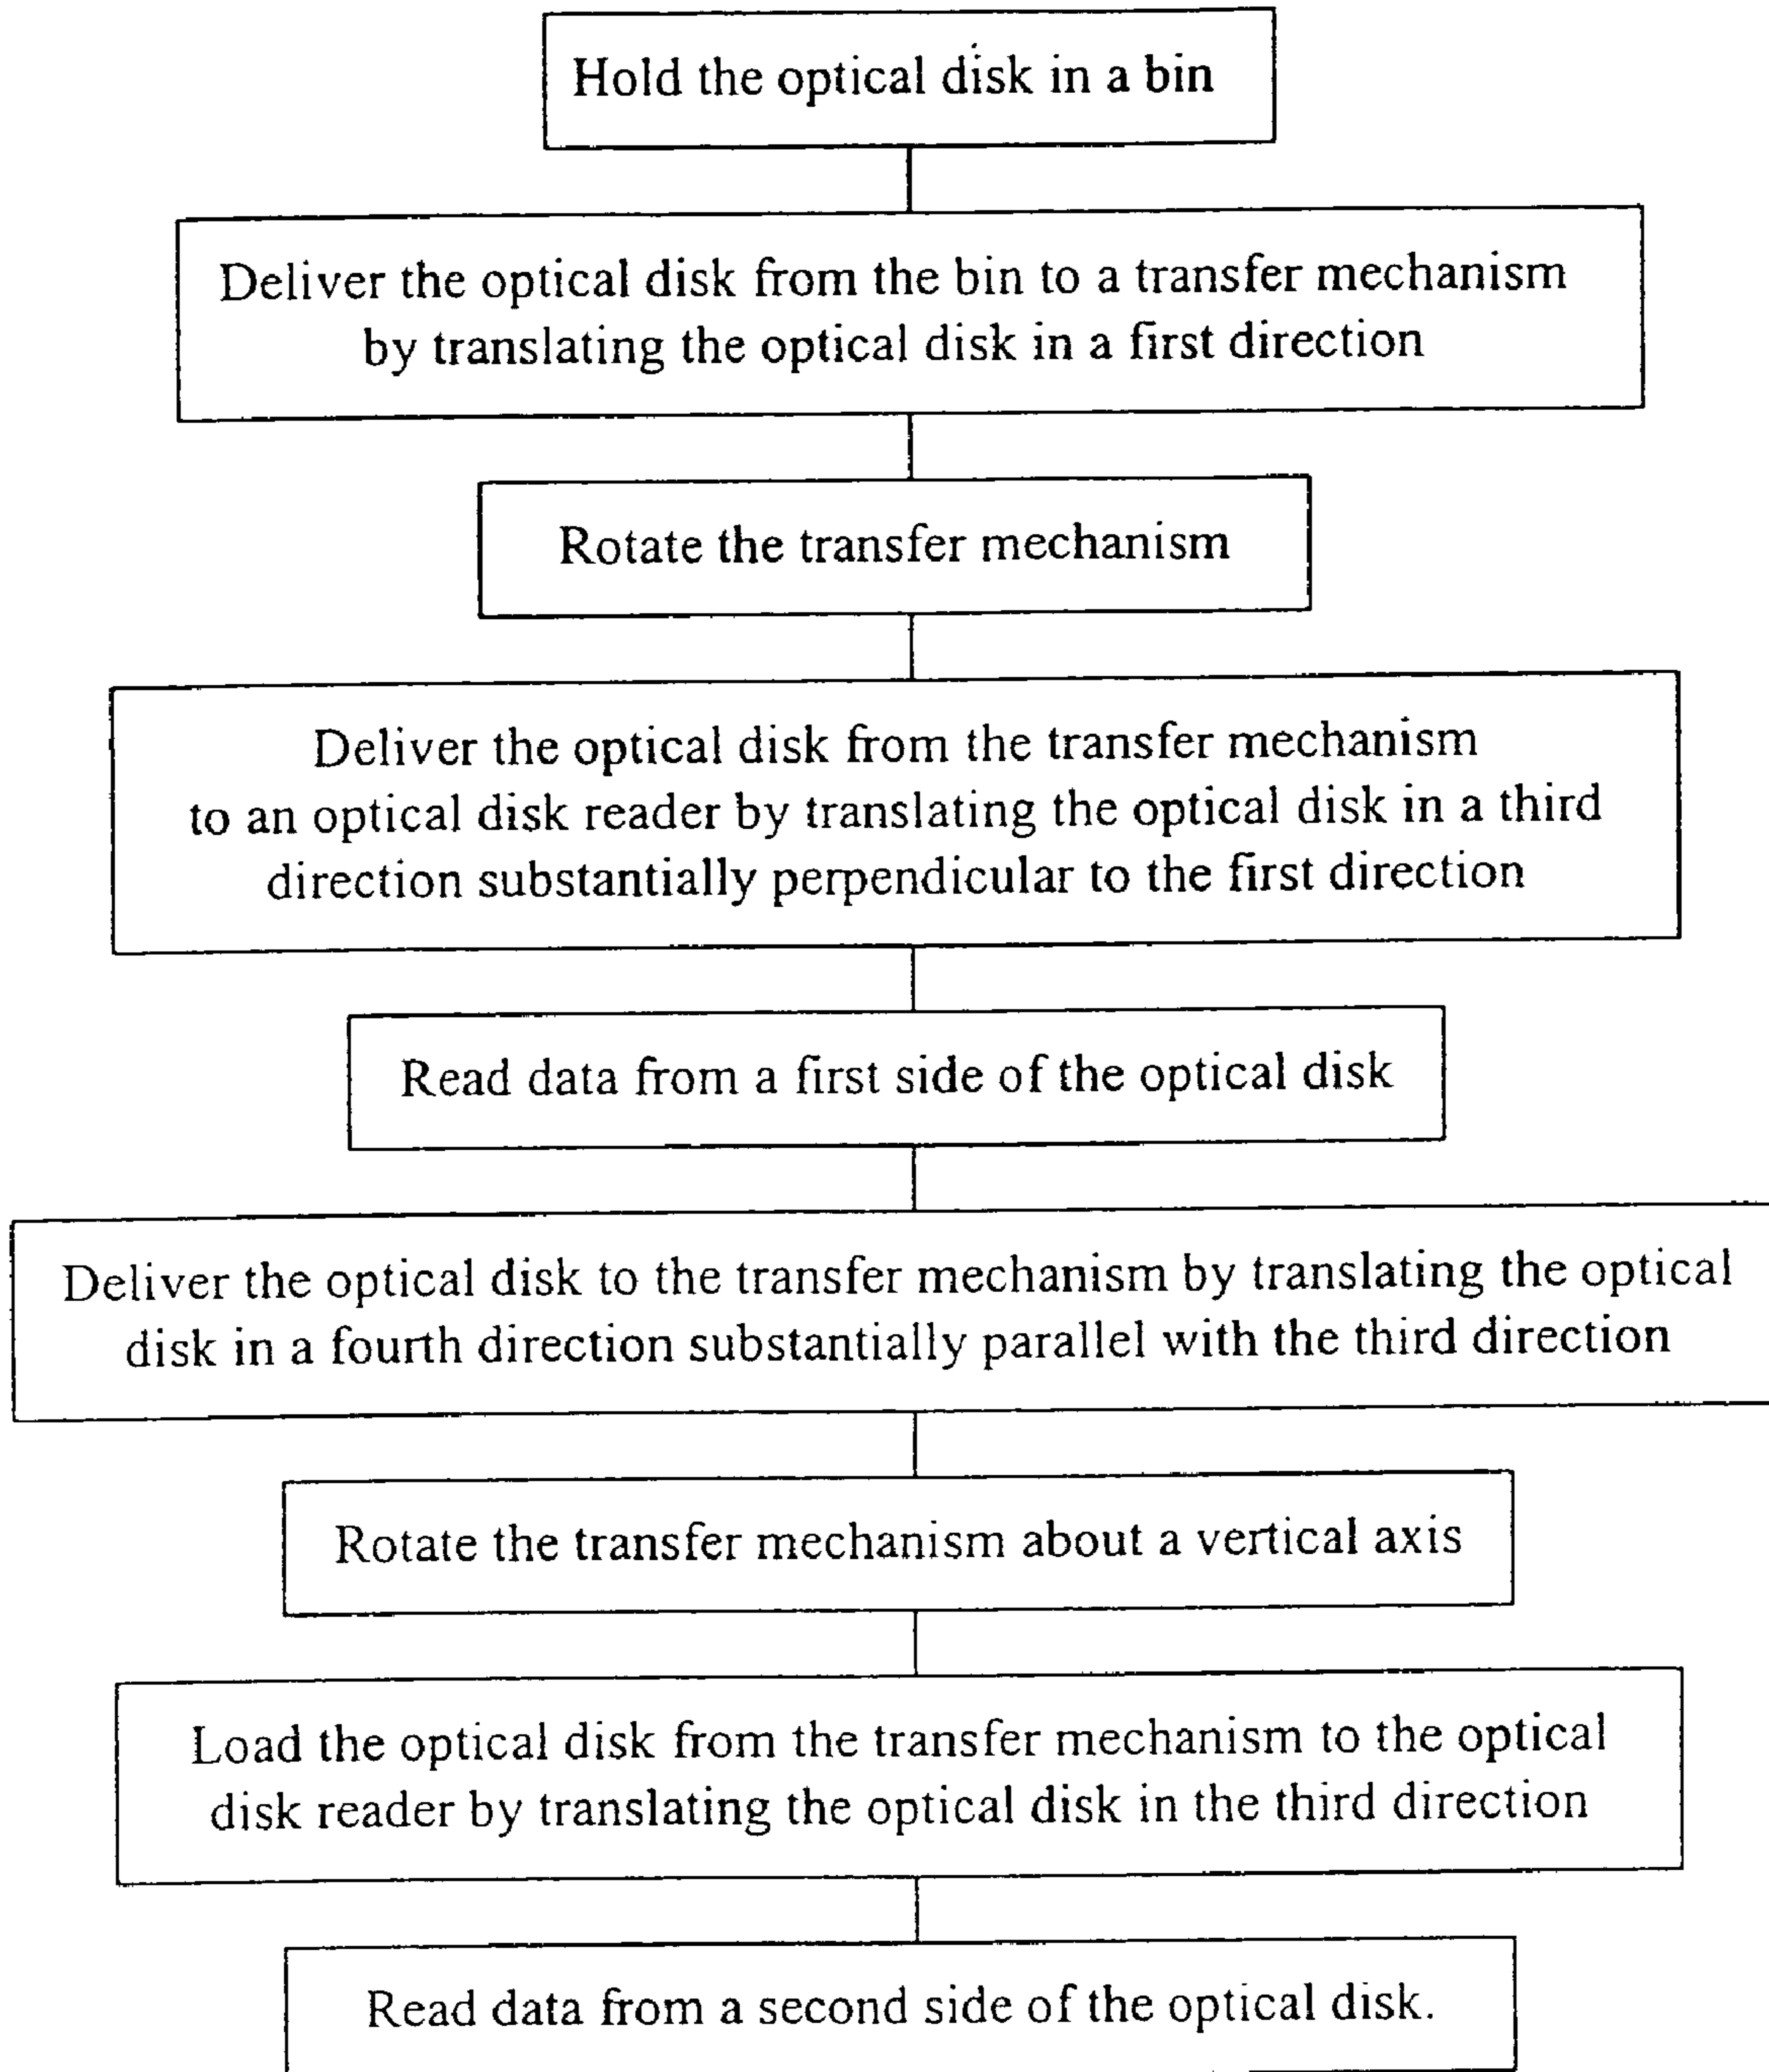 Hold the optical disk in a bin
Deliver the optical disk from the bin to a transfer mechanism
by translating the optical disk in a first direction
Rotate the transfer mechanism
Deliver the optical disk from the transfer mechanism
to an optical disk reader by translating the optical disk in a third
direction substantially perpendicular to the first direction
Read data from a first side of the optical disk
Deliver the optical disk to the transfer mechanism by translating the optical
disk in a fourth direction substantially parallel with the third direction
Rotate the transfer mechanism about a vertical axis
Load the optical disk from the transfer mechanism to the optical
disk reader by translating the optical disk in the third direction
Read data from a second side of the optical disk.